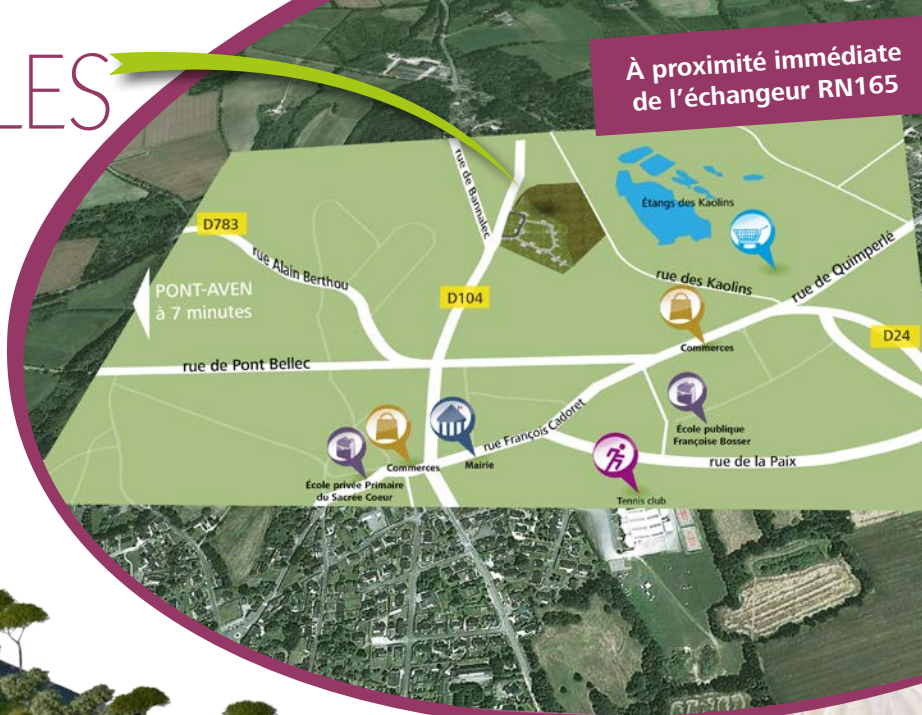 LES
À proximité immédiate
de l'échangeur RN165
rue de Bannalec
Étangs des Kaolins
D783
rue Alain Berthou
PONT-AVEN
à 7 minutes
D104
rue des Kaolins
rue de Quimperlé
Commerces
D24
rue de Pont Bellec
École publique
Françoise Bosser
rue François Cadoret
rue de la Paix
Commerces
Mairie
École privée Primaire
du Sacrée Coeur
Tennis club